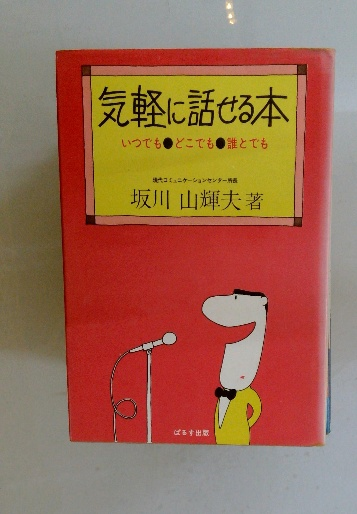 気軽に話せる本
いつでも●どこでも●誰とでも
現代コミュニケーションセンター所長
坂川 山輝夫 著
ぱるす出版